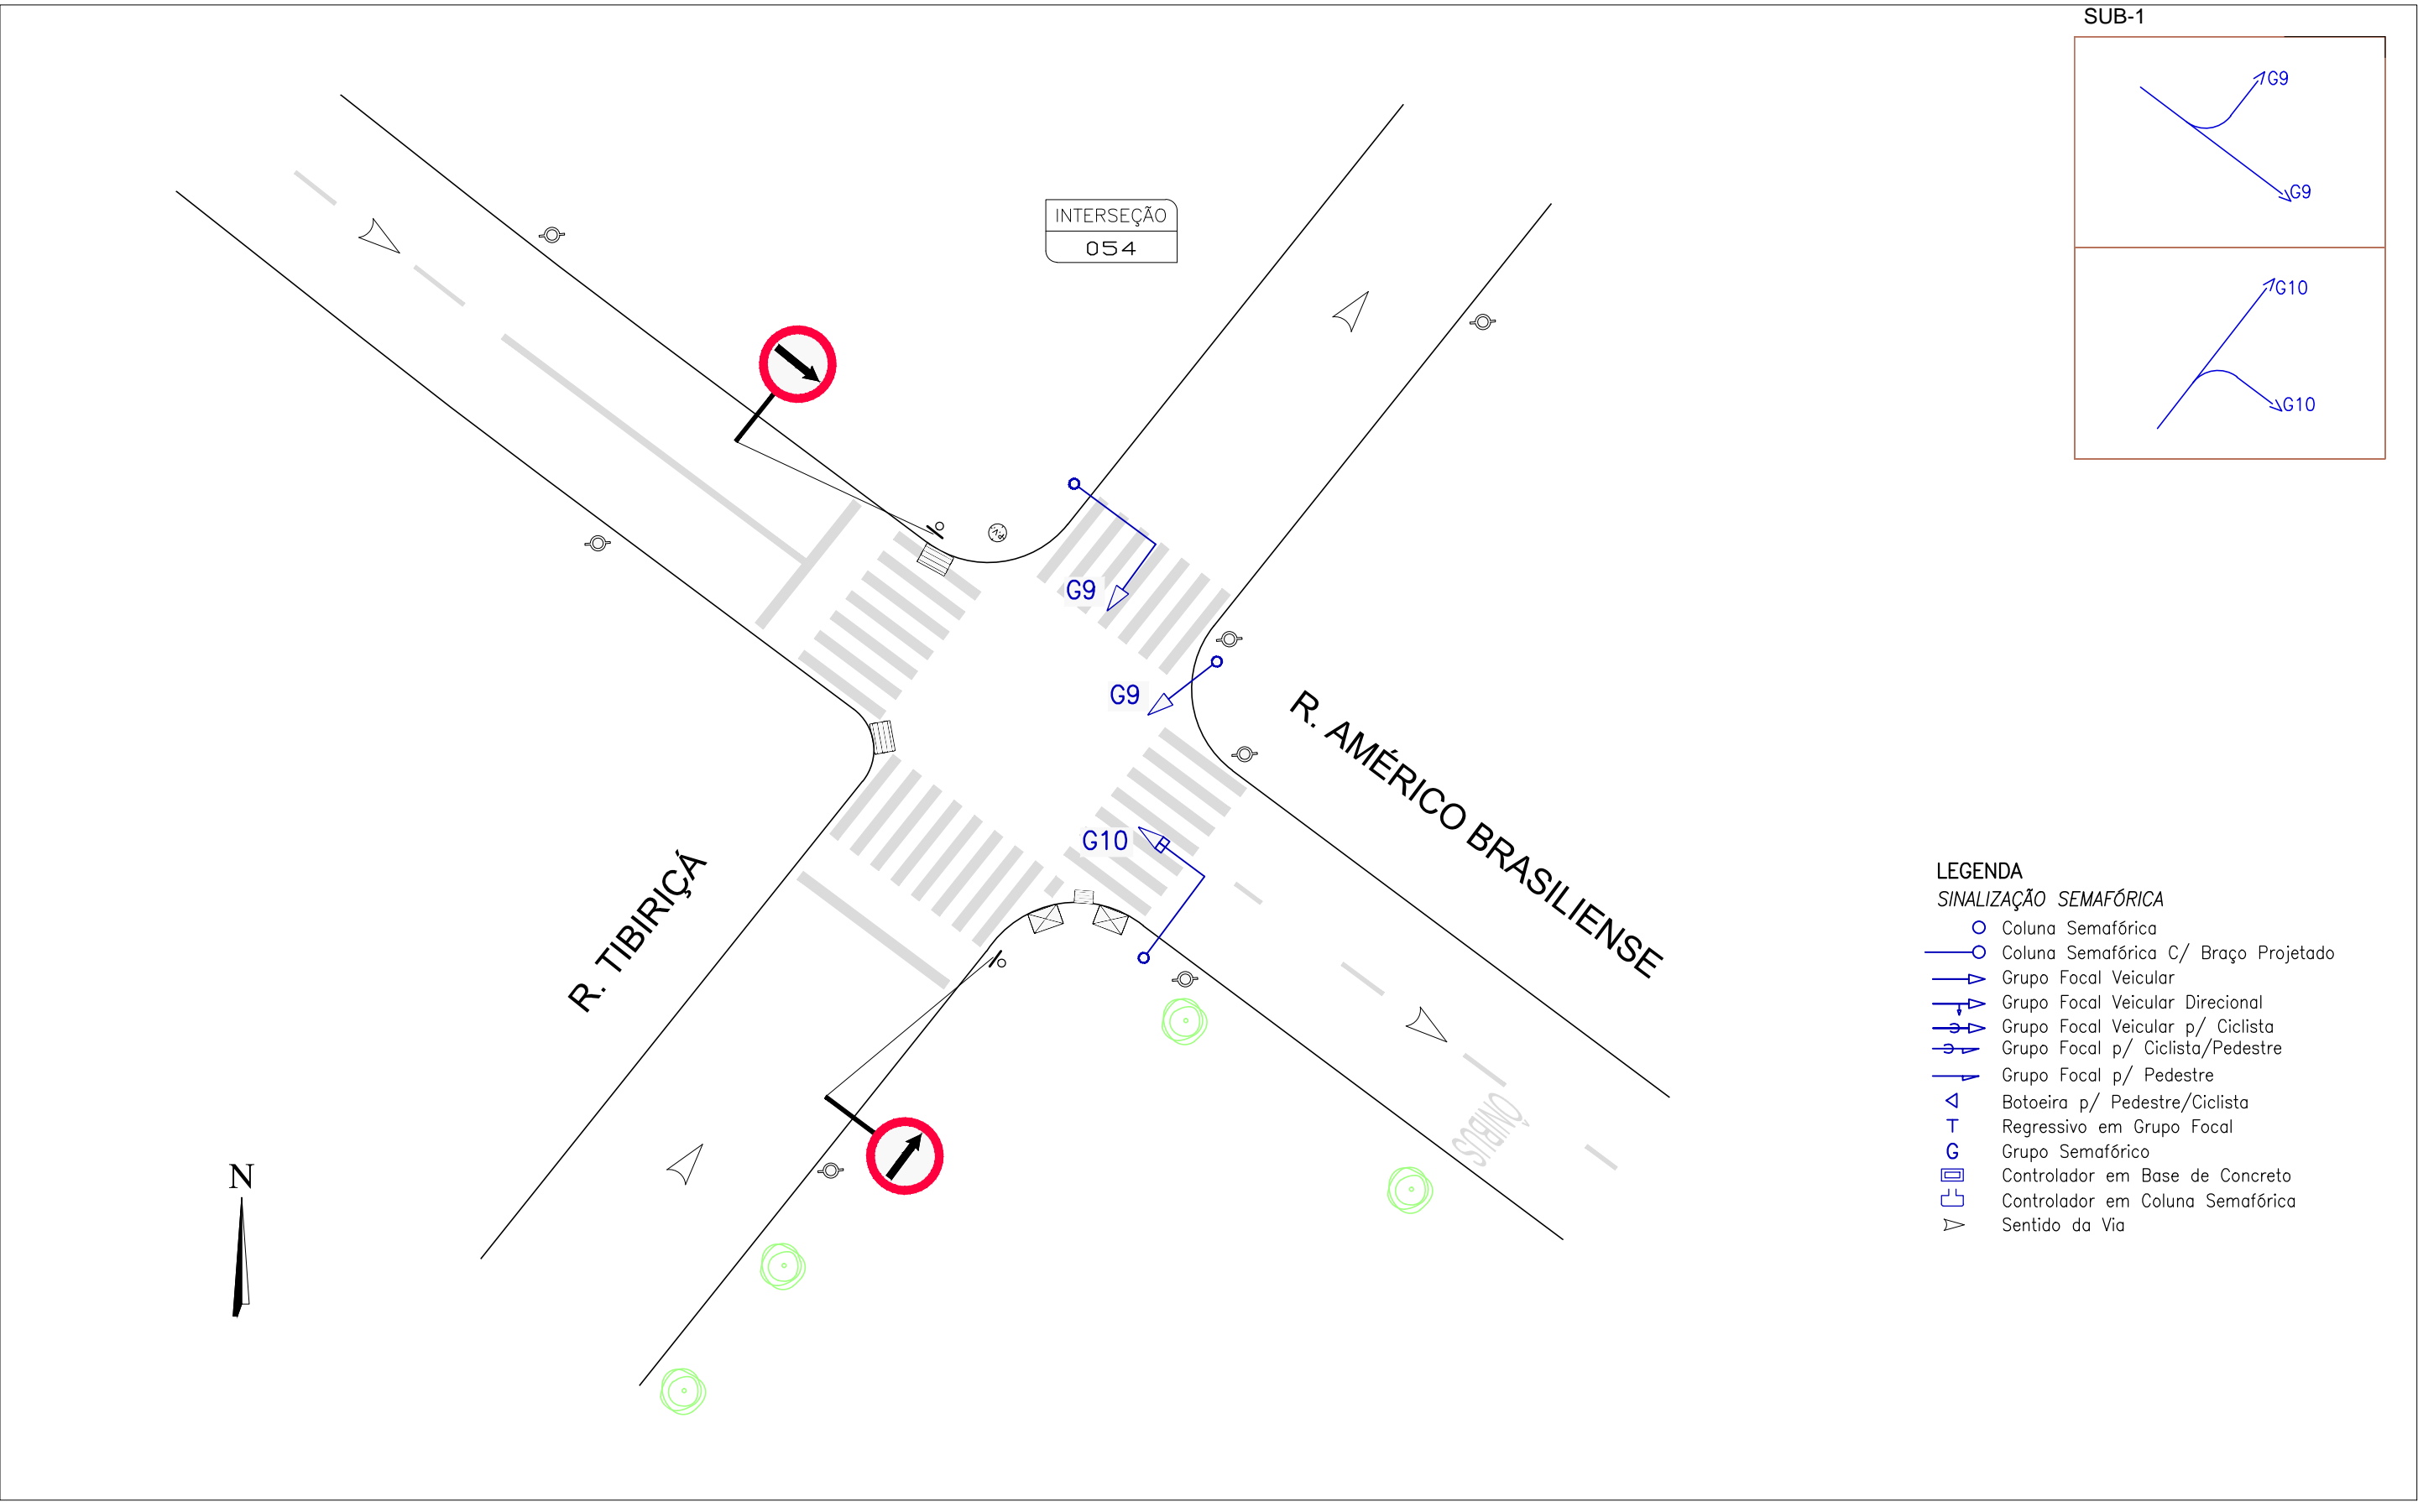 SUB-1
G9
G9
G10
G10
INTERSEÇÃO
054
G9
G9
G10
R. AMÉRICO BRASILIENSE
R. TIBIRIÇÁ
ÔNIBUS
N
LEGENDA
SINALIZAÇÃO SEMAFÓRICA
Coluna Semafórica
Coluna Semafórica C/ Braço Projetado
Grupo Focal Veicular
Grupo Focal Veicular Direcional
Grupo Focal Veicular p/ Ciclista
Grupo Focal p/ Ciclista/Pedestre
Grupo Focal p/ Pedestre
Botoeira p/ Pedestre/Ciclista
T Regressivo em Grupo Focal
G Grupo Semafórico
Controlador em Base de Concreto
Controlador em Coluna Semafórica
Sentido da Via